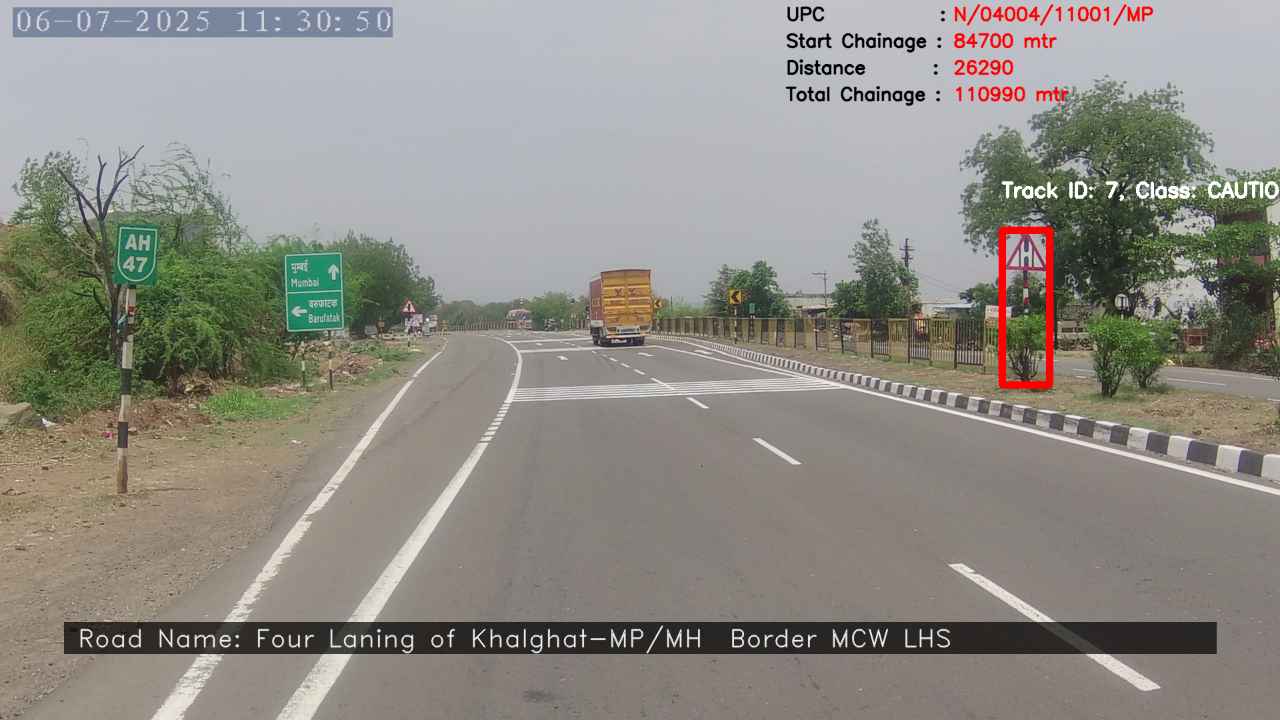 06-07-2025 11:30:50
UPC : N/04004/11001/MP
Start Chainage : 84700 mtr
Distance : 26290
Total Chainage : 110990 mtr
Track ID: 7, Class: CAUTIO
AH
47
मुम्बई
Mumbai
बरुफाटक
Barufatak
Road Name: Four Laning of Khalghat-MP/MH Border MCW LHS